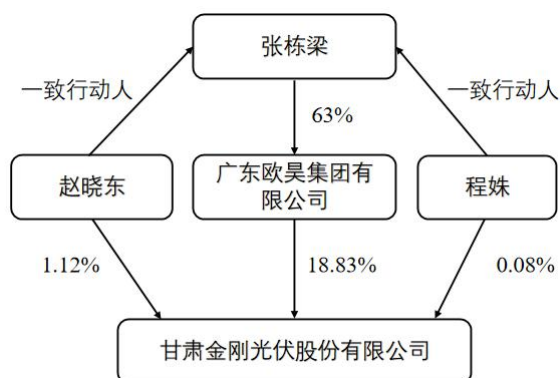 张栋梁
一致行动人
一致行动人
63%
赵晓东
广东欧昊集团有
限公司
程姝
1.12%
18.83%
0.08%
甘肃金刚光伏股份有限公司